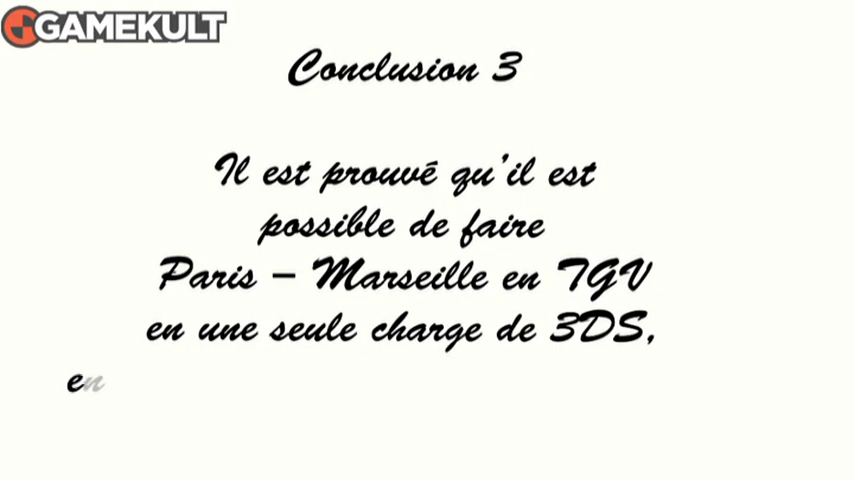 GAMEKULT
Conclusion 3
Il est prouvé qu'il est
possible de faire
Paris – Marseille en TGV
en une seule charge de 3DS,
en